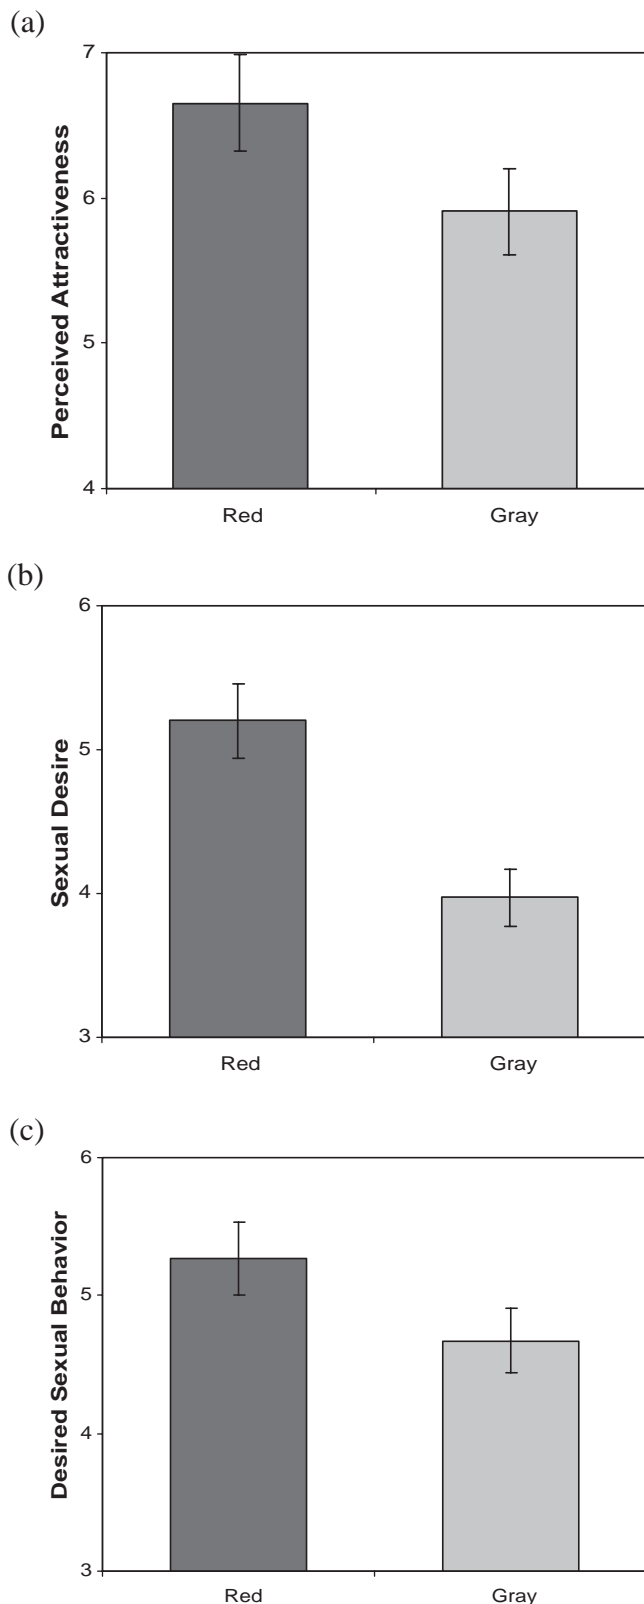 (a)
7
6
5
4
Perceived Attractiveness
Red Gray
(b)
6
5
4
3
Sexual Desire
Red Gray
(c)
6
5
4
3
Desired Sexual Behavior
Red Gray